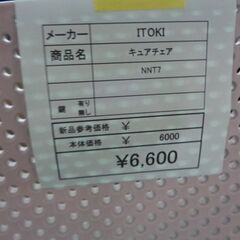 メーカー ITOKI
商品名 キュアチェア
NNT7
鍵 有り
無し
新品参考価格 ¥
本体価格 ¥ 6000
¥6,600